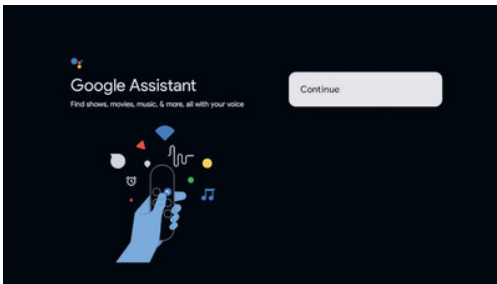 Google Assistant
Find shows, movies, music, & more, all with your voice
Continue